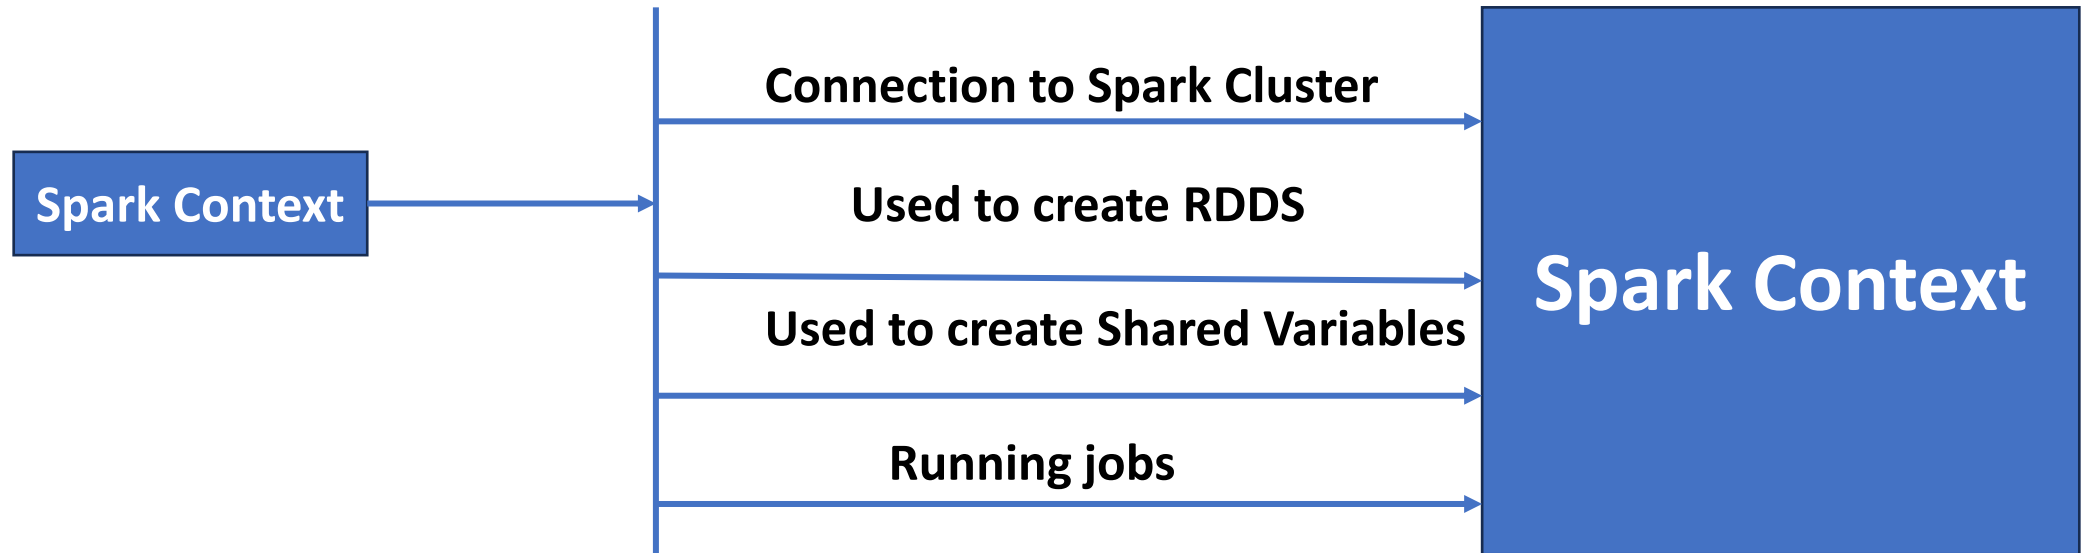 Spark Context
Connection to Spark Cluster
Used to create RDDS
Used to create Shared Variables
Running jobs
Spark Context